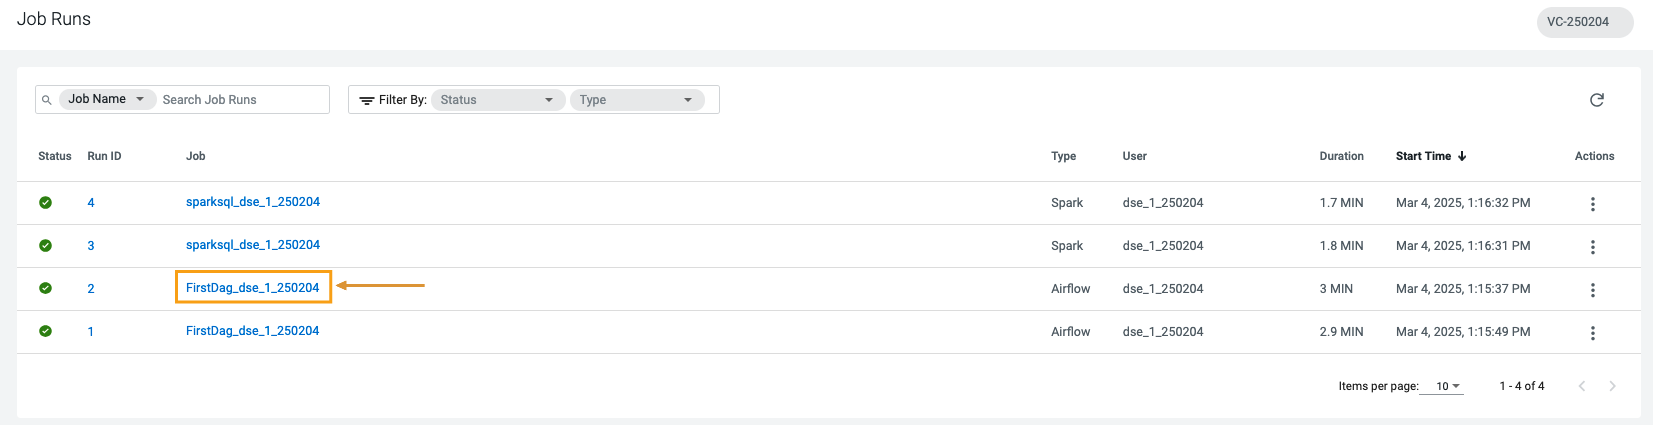 Job Runs
VC-250204
Job Name Search Job Runs Filter By: Status Type
Status Run ID Job Type User Duration Start Time Actions
4 sparksql_dse_1_250204 Spark dse_1_250204 1.7 MIN Mar 4, 2025, 1:16:32 PM
3 sparksql_dse_1_250204 Spark dse_1_250204 1.8 MIN Mar 4, 2025, 1:16:31 PM
2 FirstDag_dse_1_250204 Airflow dse_1_250204 3 MIN Mar 4, 2025, 1:15:37 PM
1 FirstDag_dse_1_250204 Airflow dse_1_250204 2.9 MIN Mar 4, 2025, 1:15:49 PM
Items per page: 10 1 - 4 of 4